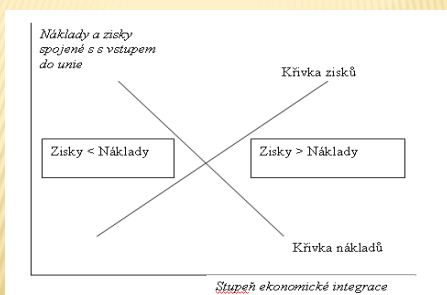 Náklady a zisky
spojené s s vstupem
do unie
Křivka zisků
Zisky < Náklady
Zisky > Náklady
Křivka nákladů
Stupeň ekonomické integrace